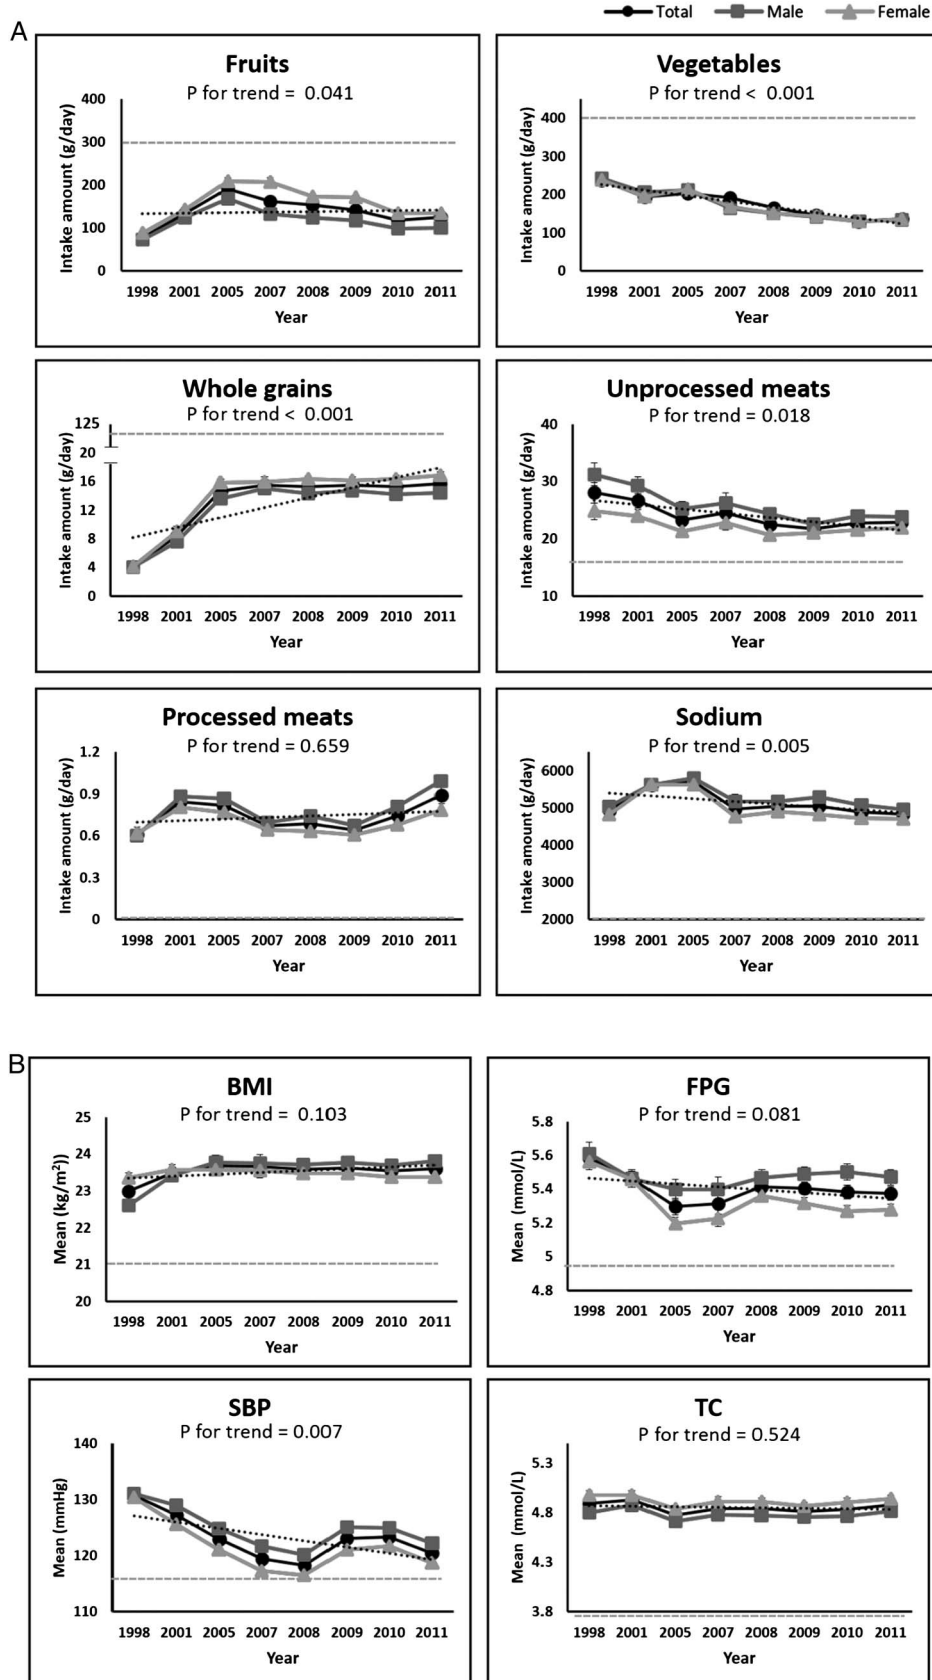 Total Male Female
A
Fruits
P for trend = 0.041
Intake amount (g/day)
400
300
200
100
0
1998 2001 2005 2007 2008 2009 2010 2011
Year
Vegetables
P for trend < 0.001
Intake amount (g/day)
400
300
200
100
0
1998 2001 2005 2007 2008 2009 2010 2011
Year
Whole grains
P for trend < 0.001
Intake amount (g/day)
125
20
16
12
8
4
0
1998 2001 2005 2007 2008 2009 2010 2011
Year
Unprocessed meats
P for trend = 0.018
Intake amount (g/day)
40
30
20
10
1998 2001 2005 2007 2008 2009 2010 2011
Year
Processed meats
P for trend = 0.659
Intake amount (g/day)
1.2
0.9
0.6
0.3
0
1998 2001 2005 2007 2008 2009 2010 2011
Year
Sodium
P for trend = 0.005
Intake amount (g/day)
6000
5000
4000
3000
2000
1998 2001 2005 2007 2008 2009 2010 2011
Year
B
BMI
P for trend = 0.103
Mean (kg/m²))
25
24
23
22
21
20
1998 2001 2005 2007 2008 2009 2010 2011
Year
FPG
P for trend = 0.081
Mean (mmol/L)
5.8
5.6
5.4
5.2
5
4.8
1998 2001 2005 2007 2008 2009 2010 2011
Year
SBP
P for trend = 0.007
Mean (mmHg)
140
130
120
110
1998 2001 2005 2007 2008 2009 2010 2011
Year
TC
P for trend = 0.524
Mean (mmol/L)
5.3
4.8
4.3
3.8
1998 2001 2005 2007 2008 2009 2010 2011
Year